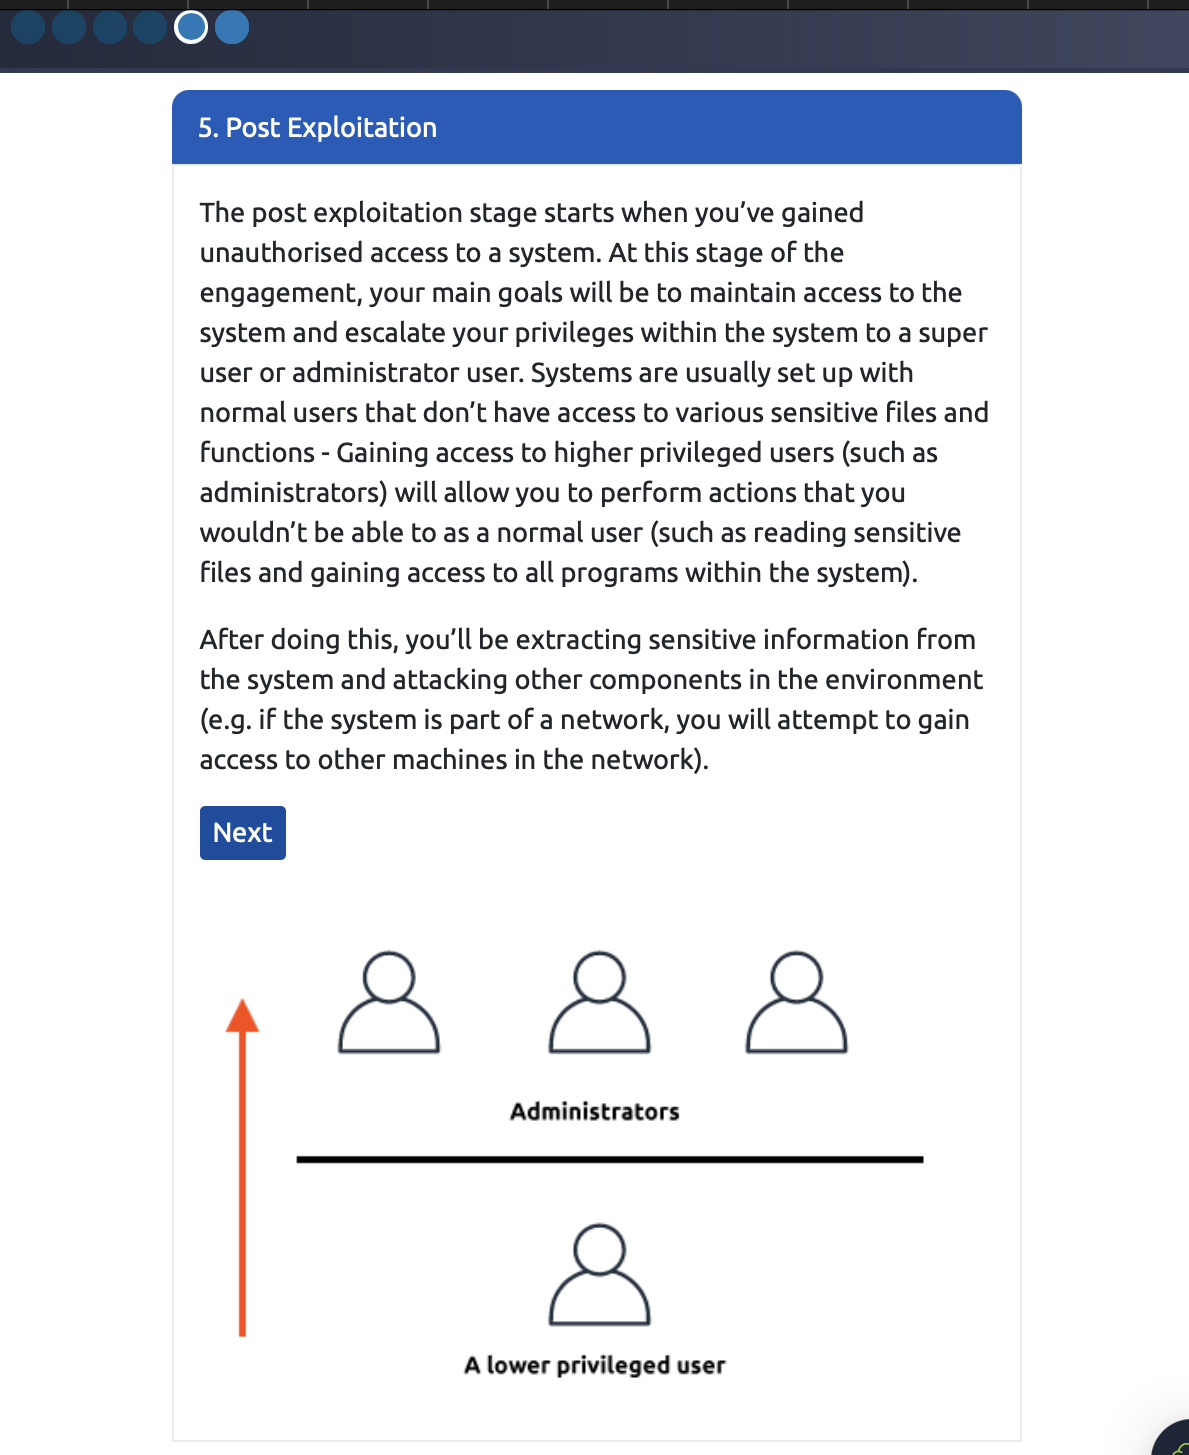 5. Post Exploitation
The post exploitation stage starts when you’ve gained
unauthorised access to a system. At this stage of the
engagement, your main goals will be to maintain access to the
system and escalate your privileges within the system to a super
user or administrator user. Systems are usually set up with
normal users that don’t have access to various sensitive files and
functions - Gaining access to higher privileged users (such as
administrators) will allow you to perform actions that you
wouldn’t be able to as a normal user (such as reading sensitive
files and gaining access to all programs within the system).
After doing this, you’ll be extracting sensitive information from
the system and attacking other components in the environment
(e.g. if the system is part of a network, you will attempt to gain
access to other machines in the network).
Next
Administrators
A lower privileged user